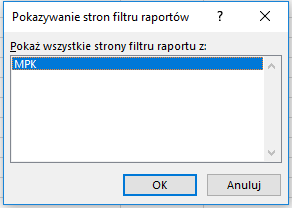 Pokazywanie stron filtru raportów
Pokaż wszystkie strony filtru raportu z:
MPK
OK
Anuluj